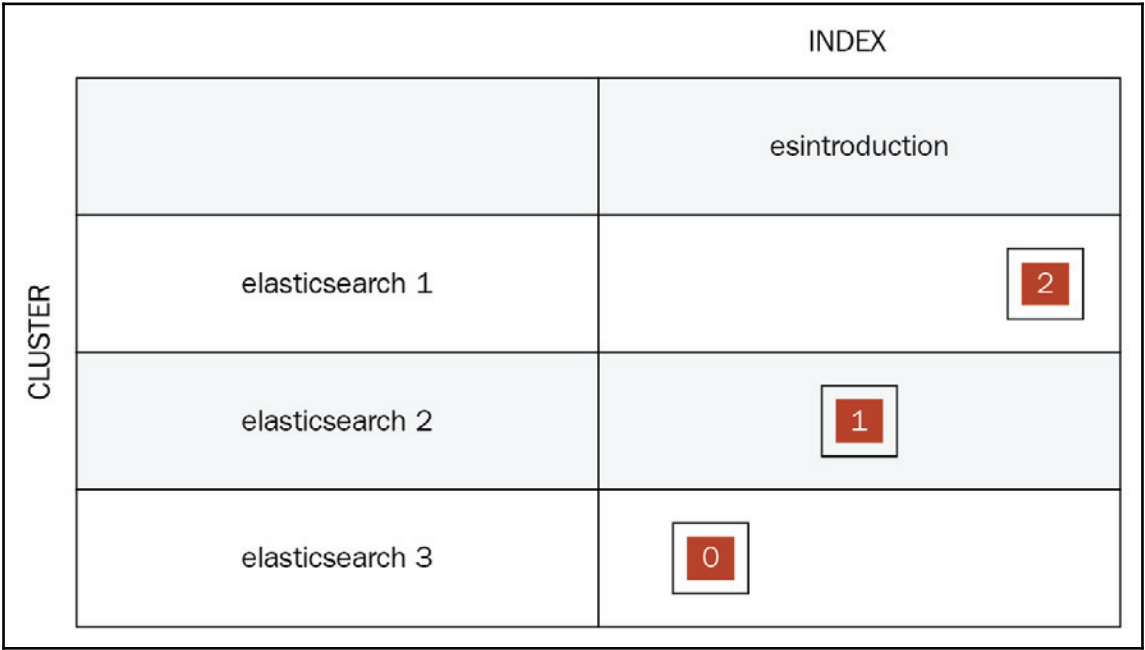 INDEX
esintroduction
CLUSTER
elasticsearch 1
2
elasticsearch 2
1
elasticsearch 3
0